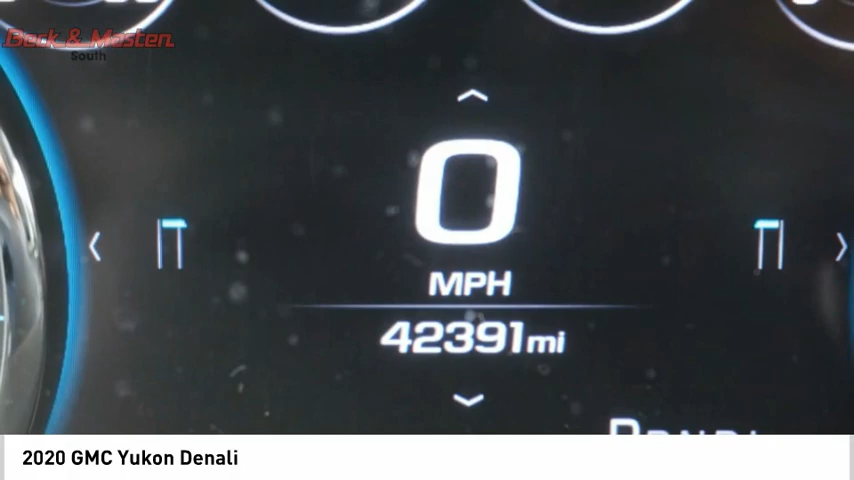 Beck & Masten
South
0
MPH
42391mi
2020 GMC Yukon Denali